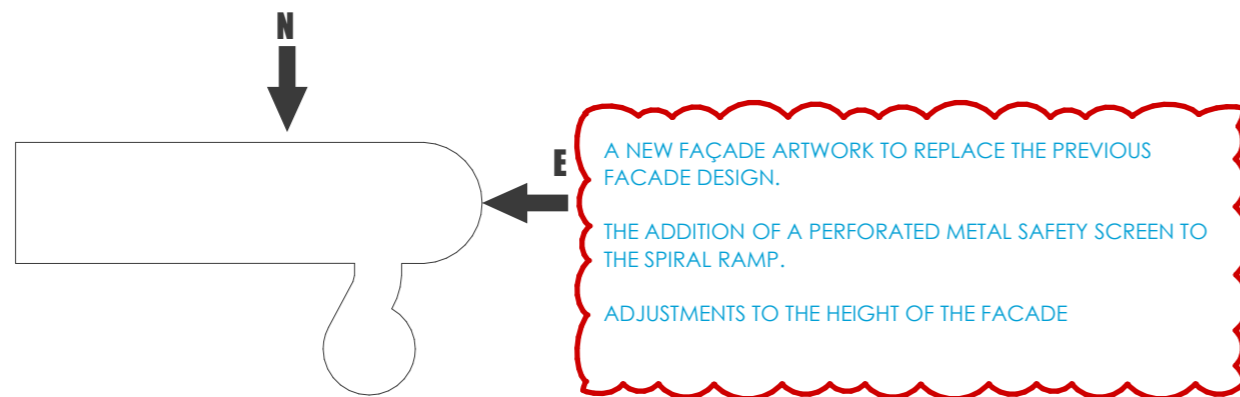 N
E
A NEW FAÇADE ARTWORK TO REPLACE THE PREVIOUS
FACADE DESIGN.
THE ADDITION OF A PERFORATED METAL SAFETY SCREEN TO
THE SPIRAL RAMP.
ADJUSTMENTS TO THE HEIGHT OF THE FACADE